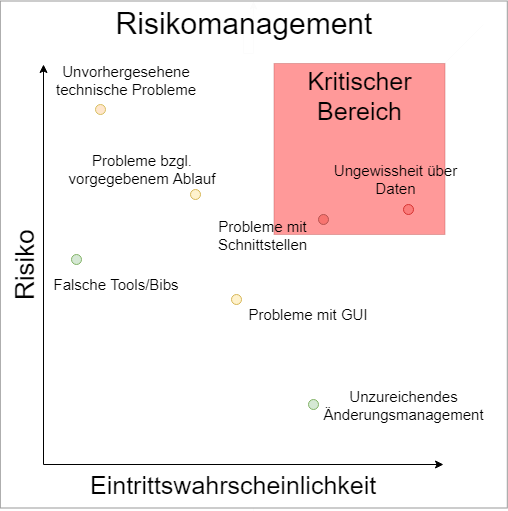 Risikomanagement
Unvorhergesehene
technische Probleme
Kritischer
Bereich
Probleme bzgl.
vorgegebenem Ablauf
Ungewissheit über
Daten
Probleme mit
Schnittstellen
Risiko
Falsche Tools/Bibs
Probleme mit GUI
Unzureichendes
Änderungsmanagement
Eintrittswahrscheinlichkeit